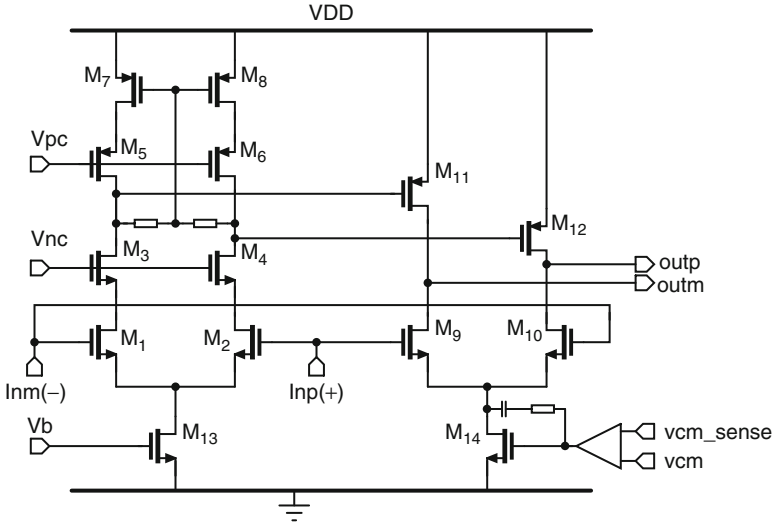 VDD
M7
M8
Vpc
M5
M6
M11
M12
Vnc
M3
M4
outp
outm
M1
M2
M9
M10
Inm(−)
Inp(+)
Vb
M13
M14
vcm_sense
vcm